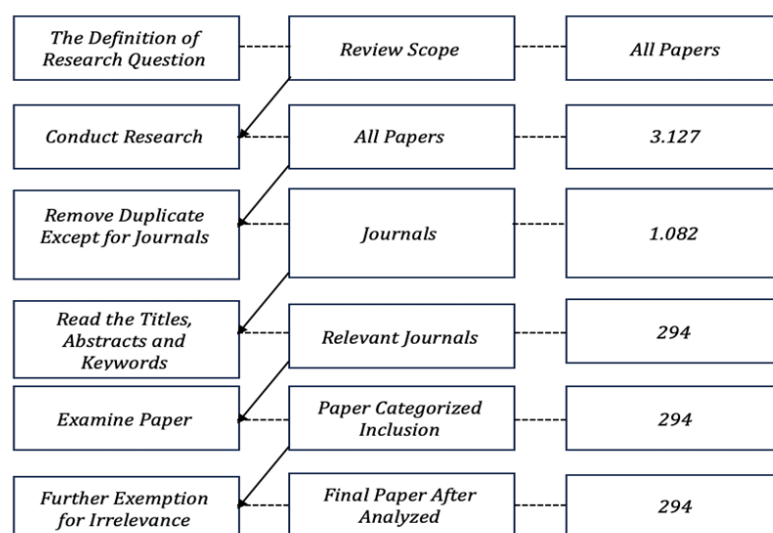 The Definition of
Research Question
Review Scope
All Papers
Conduct Research
All Papers
3.127
Remove Duplicate
Except for Journals
Journals
1.082
Read the Titles,
Abstracts and
Keywords
Relevant Journals
294
Examine Paper
Paper Categorized
Inclusion
294
Further Exemption
for Irrelevance
Final Paper After
Analyzed
294